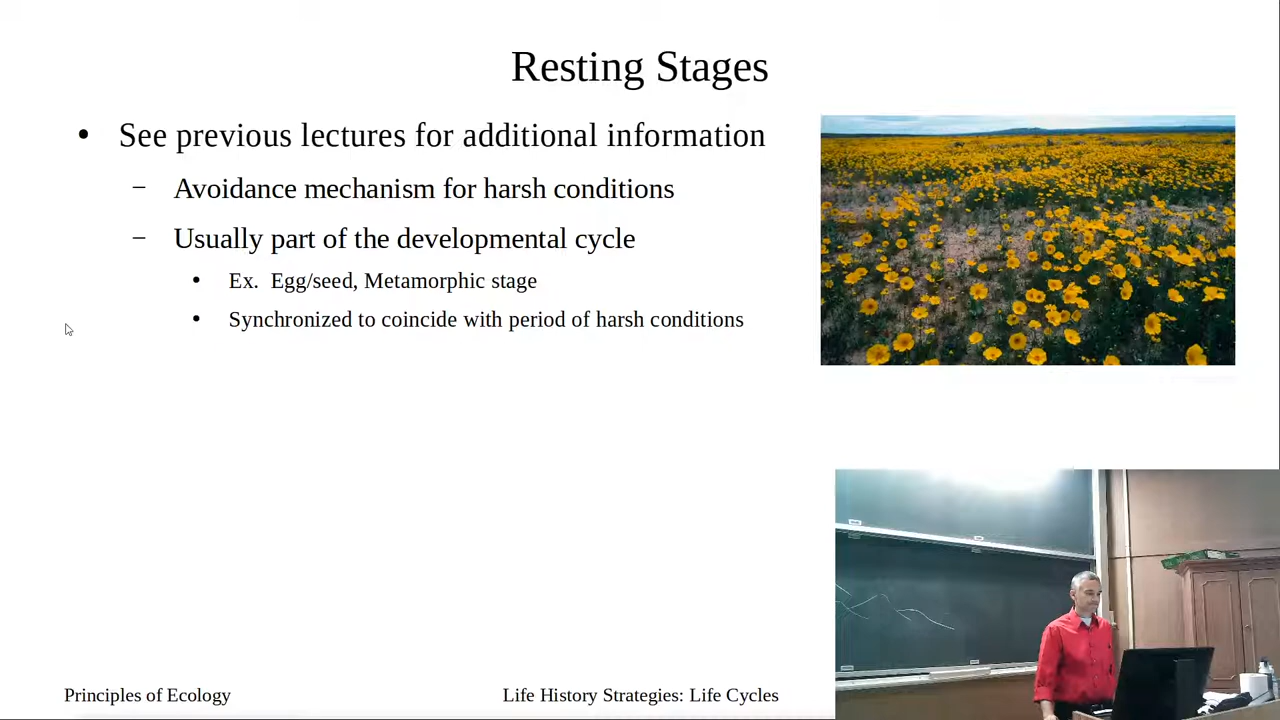 Resting Stages
• See previous lectures for additional information
– Avoidance mechanism for harsh conditions
– Usually part of the developmental cycle
• Ex. Egg/seed, Metamorphic stage
• Synchronized to coincide with period of harsh conditions
Principles of Ecology
Life History Strategies: Life Cycles